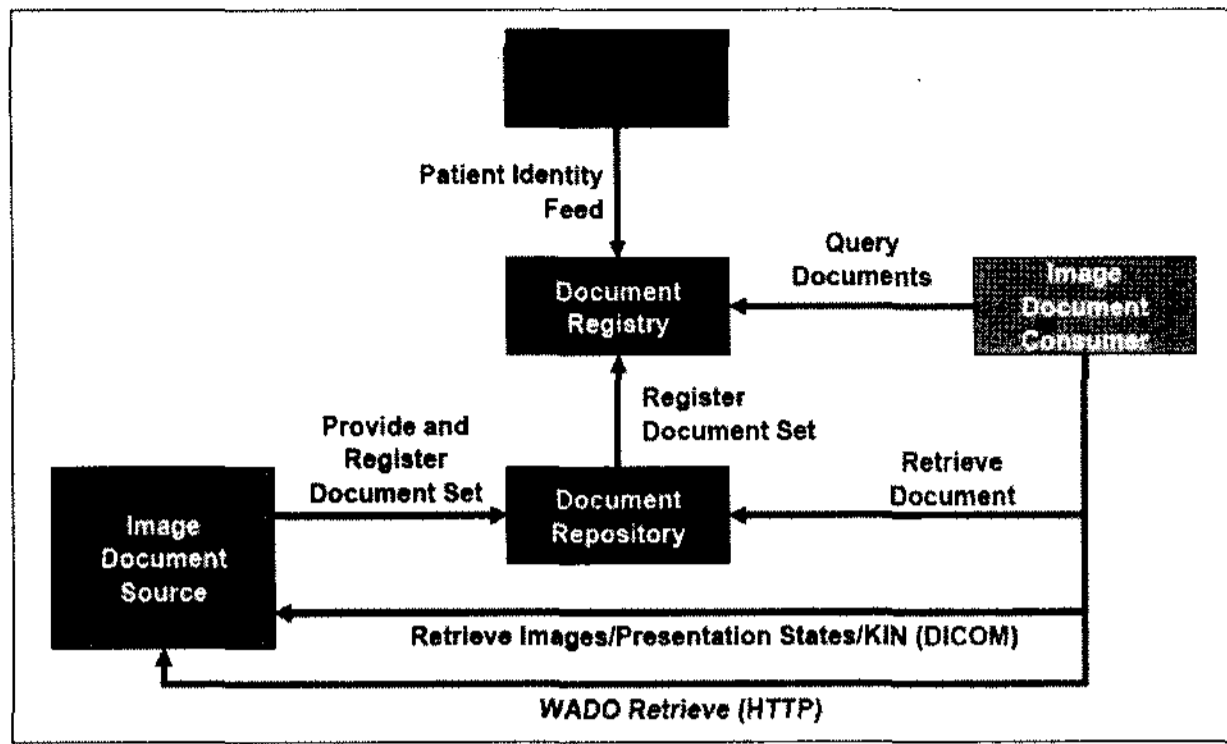 Patient Identity
Feed
Query
Documents
Document
Registry
Image
Document
Consumer
Register
Document Set
Provide and
Register
Document Set
Retrieve
Document
Image
Document
Source
Document
Repository
Retrieve Images/Presentation States/KIN (DICOM)
WADO Retrieve (HTTP)